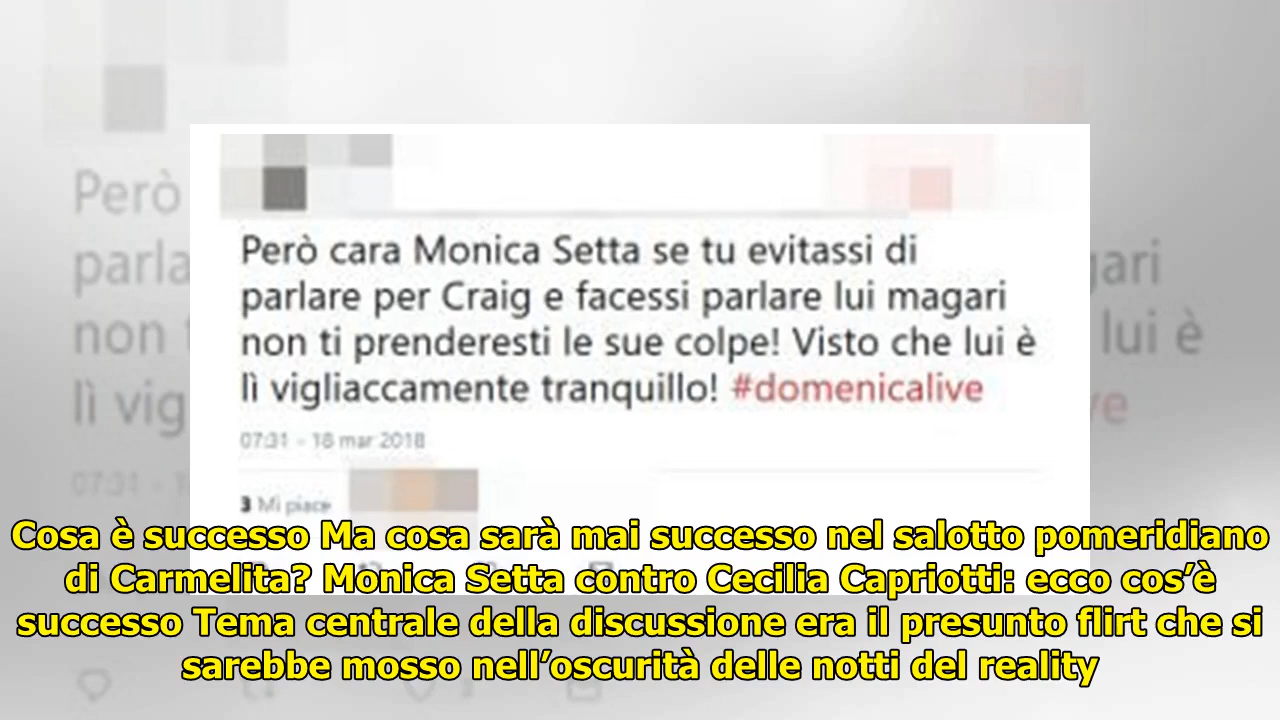 Però cara Monica Setta se tu evitassi di
parlare per Craig e facessi parlare lui magari
non ti prenderesti le sue colpe! Visto che lui è
lì vigliaccamente tranquillo! #domenicalive
07:31 - 18 mar 2018
3 Mi piace
Cosa è successo Ma cosa sarà mai successo nel salotto pomeridiano
di Carmelita? Monica Setta contro Cecilia Capriotti: ecco cos’è
successo Tema centrale della discussione era il presunto flirt che si
sarebbe mosso nell’oscurità delle notti del reality